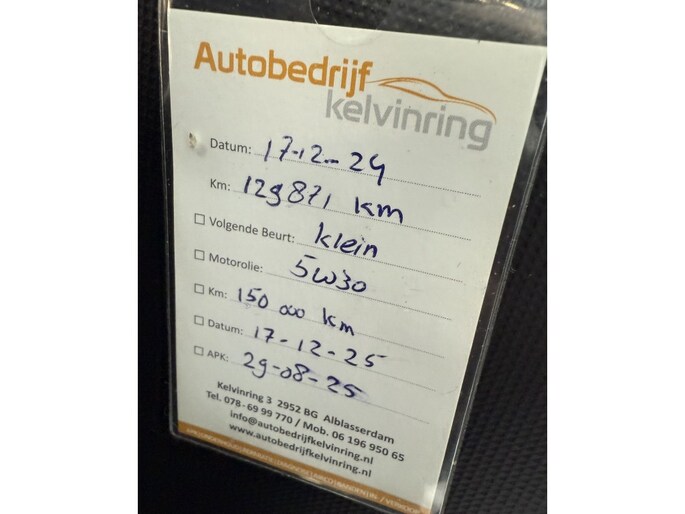 Autobedrijf
kelvinring
Datum: 17-12-24
Km: 129871 km
Volgende Beurt: klein
Motorolie: 5W30
Km: 150 000 km
Datum: 17-12-25
APK: 29-08-25
Kelvinring 3 2952 BG Alblasserdam
Tel. 078-69 99 770 / Mob. 06 196 950 65
info@autobedrijfkelvinring.nl
www.autobedrijfkelvinring.nl